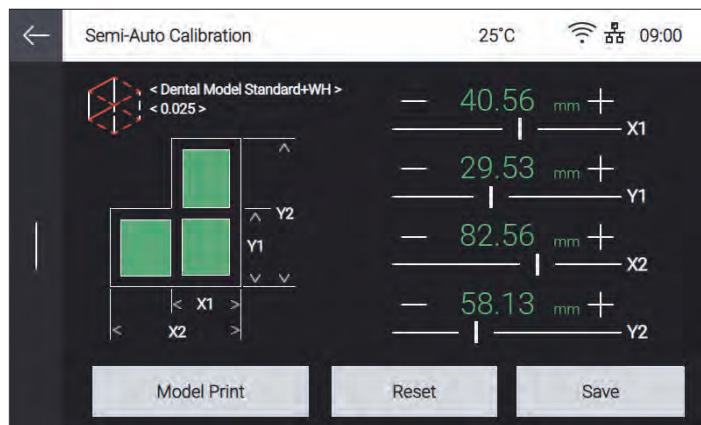 Semi-Auto Calibration 25°C 09:00
< Dental Model Standard+WH >
< 0.025 >
Y2
Y1
< X1 >
< X2 >
− 40.56 mm +
X1
− 29.53 mm +
Y1
− 82.56 mm +
X2
− 58.13 mm +
Y2
Model Print Reset Save